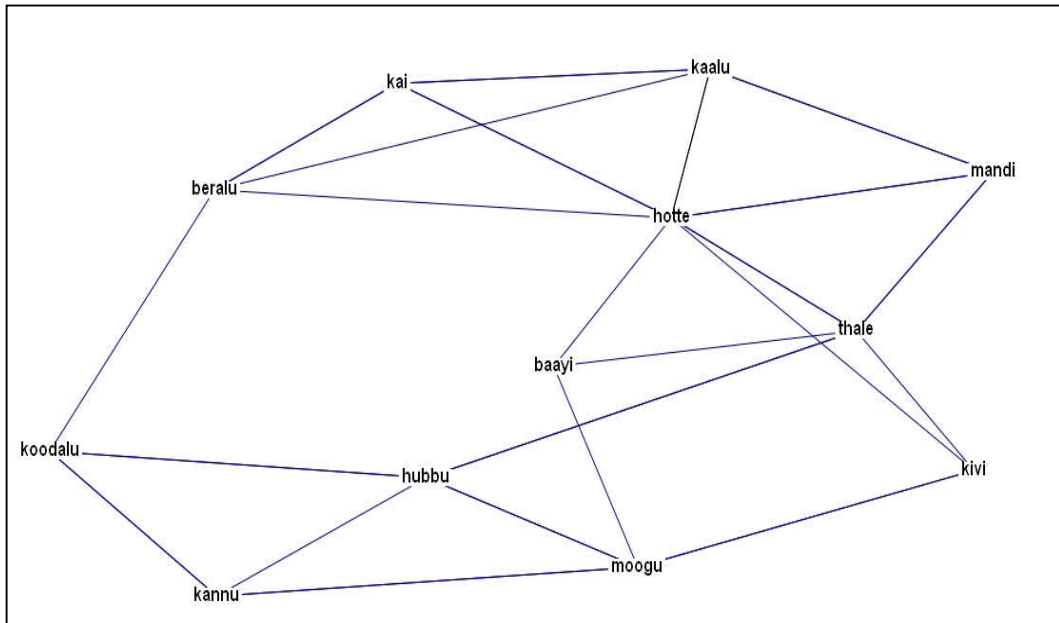 kaalu
kai
mandi
beralu
hotte
thale
baayi
koodalu
kivi
hubbu
moogu
kannu